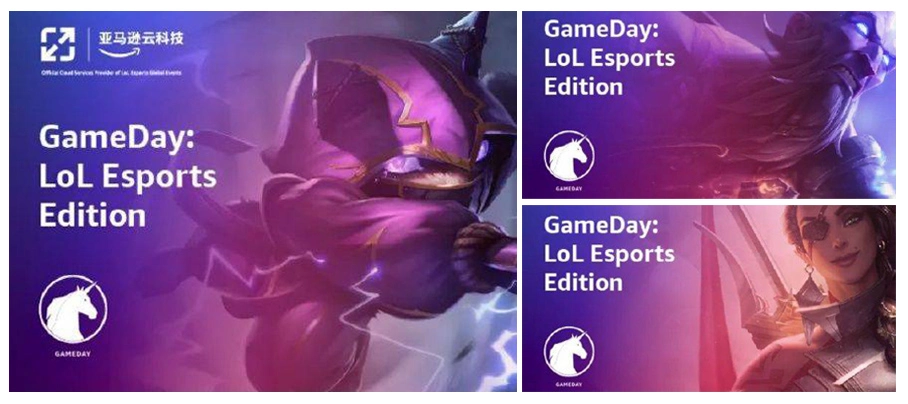 亚马逊云科技
Official Cloud Services Provider of LoL Esports Global Events
GameDay:
LoL Esports
Edition
GAMEDAY
GameDay:
LoL Esports
Edition
GAMEDAY
GameDay:
LoL Esports
Edition
GAMEDAY